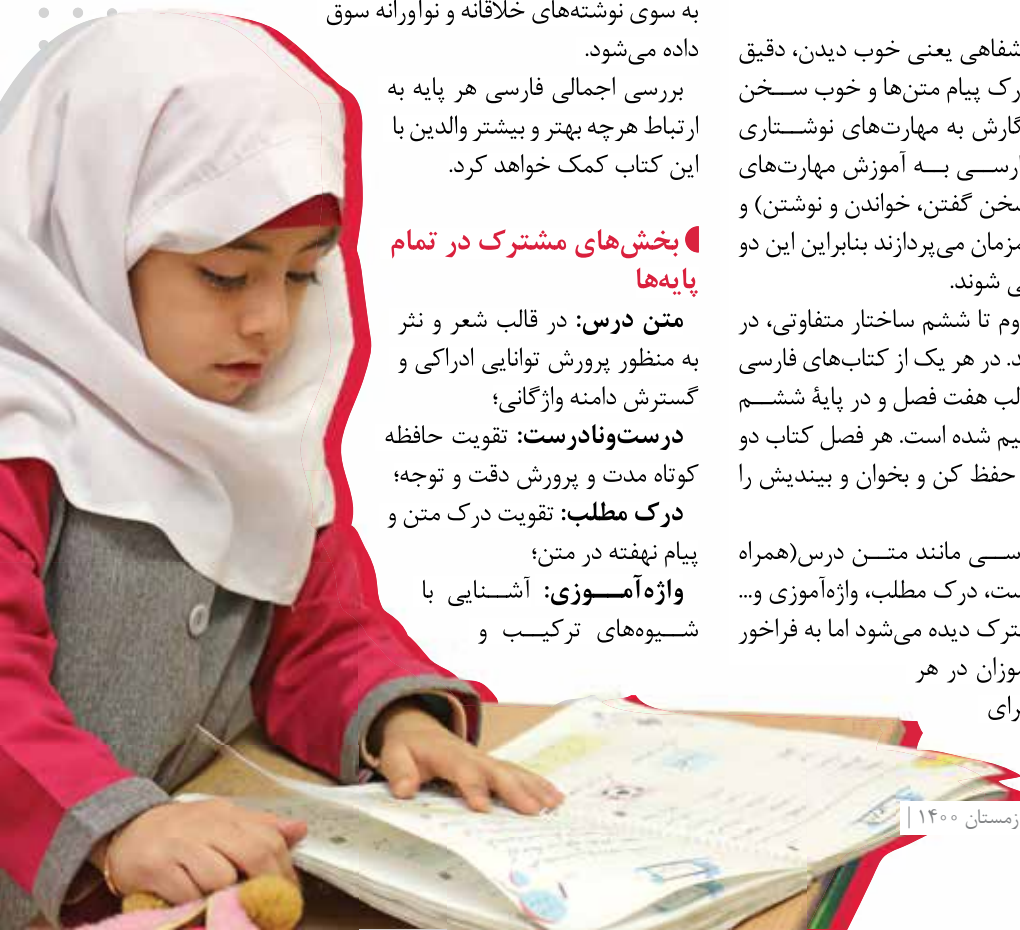 شفاهی یعنی خوب دیدن، دقیق
رک پیام متن‌ها و خوب سخن
گارش به مهارت‌های نوشتاری
ارسی به آموزش مهارت‌های
سخن گفتن، خواندن و نوشتن) و
مزمان می‌پردازند بنابراین این دو
ی شوند.
وم تا ششم ساختار متفاوتی، در
د. در هر یک از کتاب‌های فارسی
لب هفت فصل و در پایهٔ ششم
یم شده است. هر فصل کتاب دو
حفظ کن و بخوان و بیندیش را
سی مانند متن درس(همراه
ست، درک مطلب، واژه‌آموزی و...
ترک دیده می‌شود اما به فراخور
موزان در هر
رای
به سوی نوشته‌های خلاقانه و نوآورانه سوق
داده می‌شود.
بررسی اجمالی فارسی هر پایه به
ارتباط هرچه بهتر و بیشتر والدین با
این کتاب کمک خواهد کرد.
بخش‌های مشترک در تمام
پایه‌ها
متن درس: در قالب شعر و نثر
به منظور پرورش توانایی ادراکی و
گسترش دامنه واژگانی؛
درست‌ونادرست: تقویت حافظه
کوتاه مدت و پرورش دقت و توجه؛
درک مطلب: تقویت درک متن و
پیام نهفته در متن؛
واژه‌آموزی: آشنایی با
شیوه‌های ترکیب و
زمستان ۱۴۰۰ |